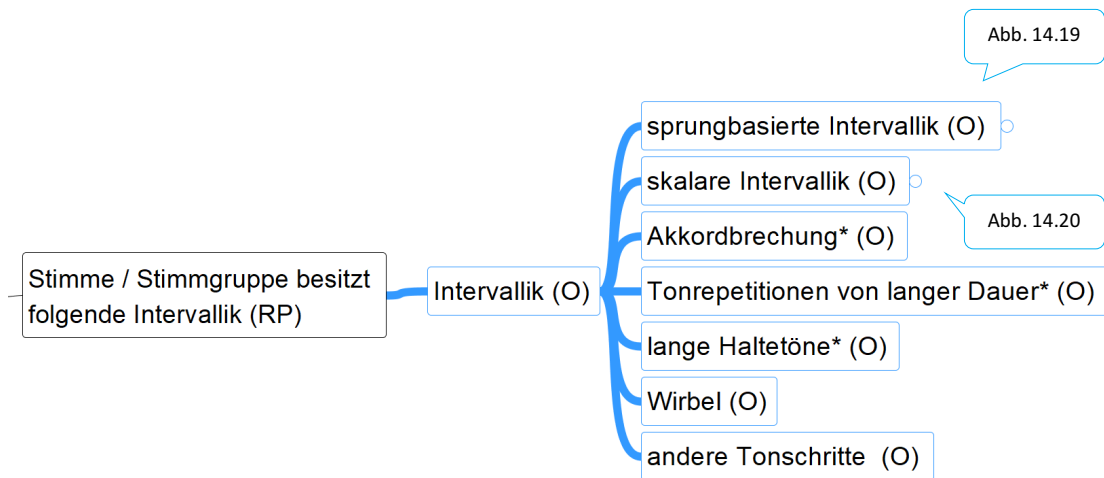 Abb. 14.19
sprungbasierte Intervallik (O)
skalare Intervallik (O)
Abb. 14.20
Akkordbrechung* (O)
Stimme / Stimmgruppe besitzt
folgende Intervallik (RP)
Intervallik (O)
Tonrepetitionen von langer Dauer* (O)
lange Haltetöne* (O)
Wirbel (O)
andere Tonschritte  (O)